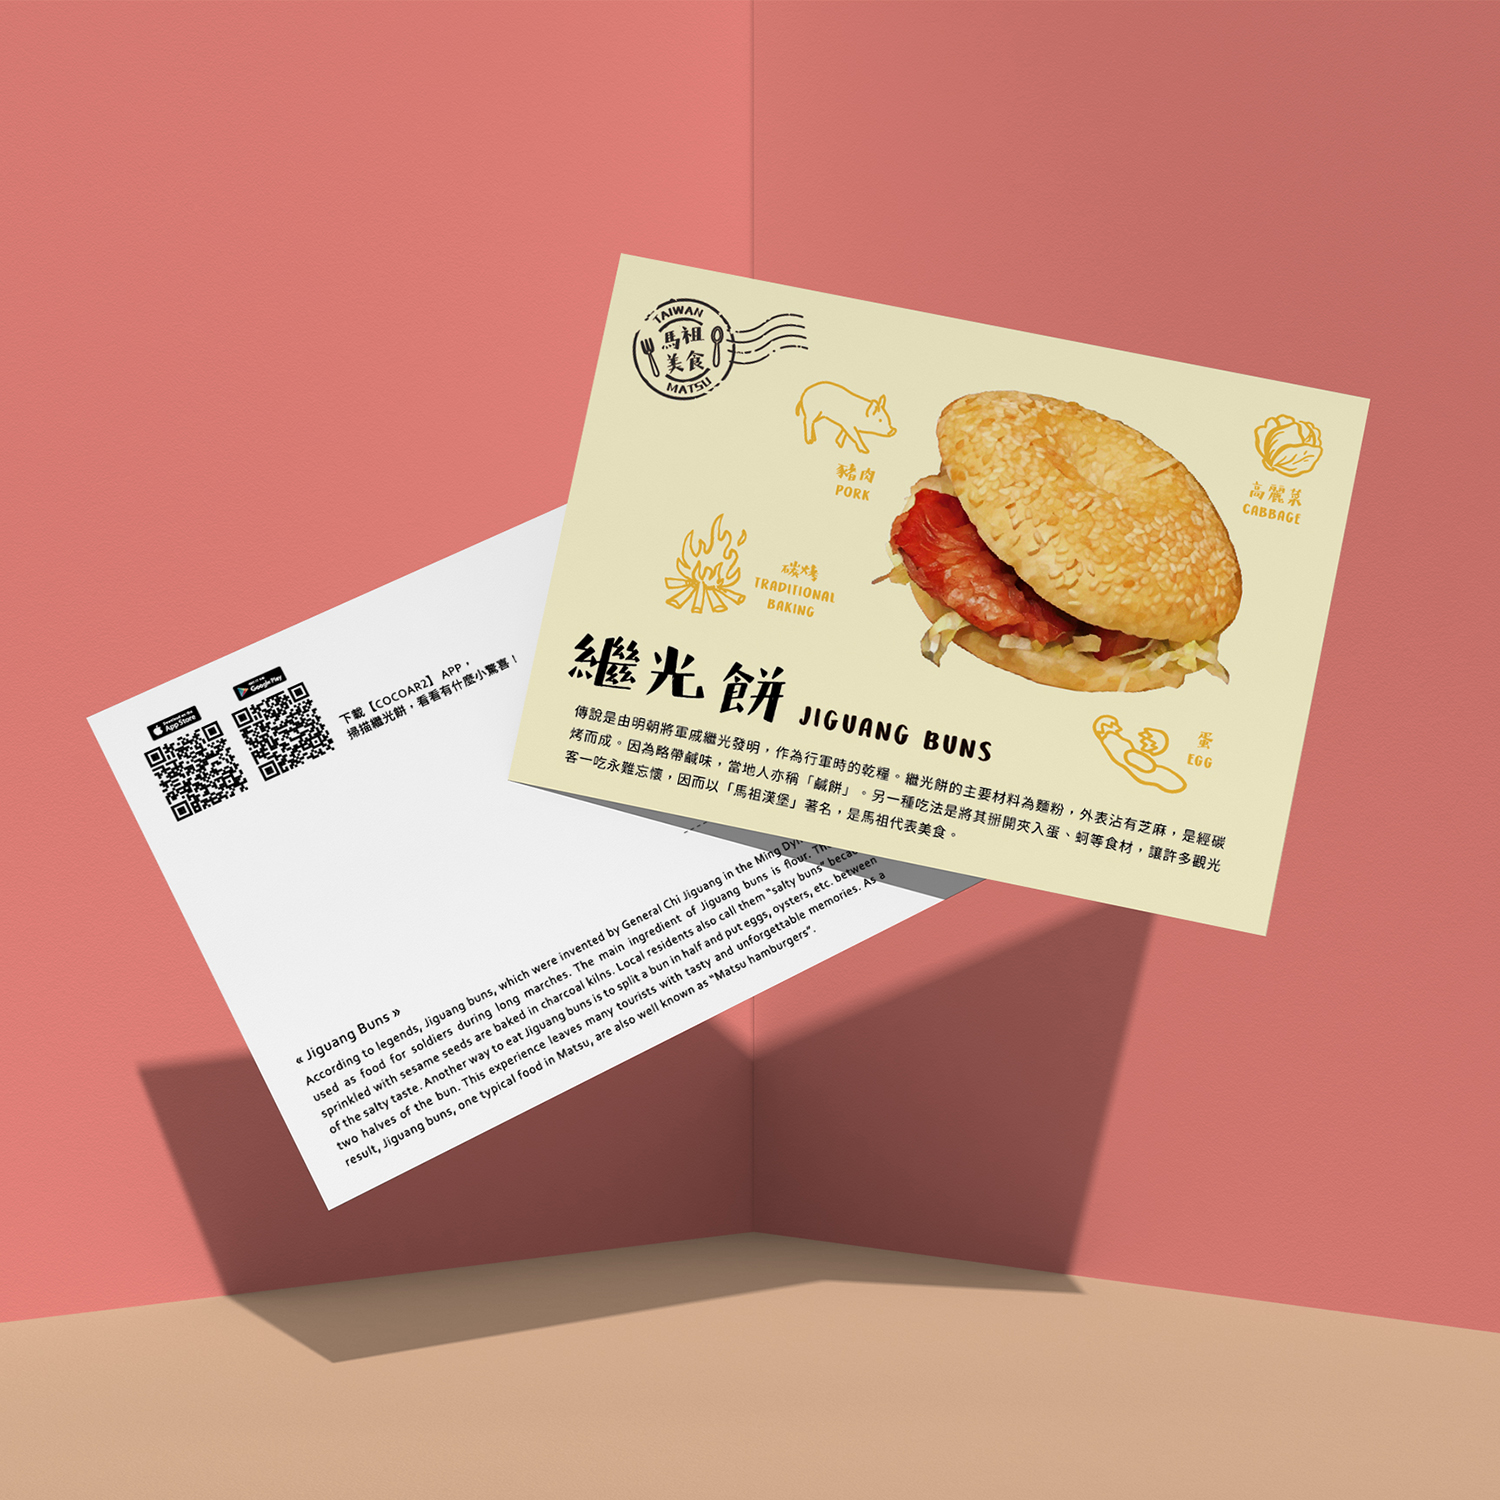 TAIWAN
馬祖
美食
MATSU
豬肉
PORK
高麗菜
CABBAGE
碳烤
TRADITIONAL
BAKING
繼光餅 JIGUANG BUNS
蛋
EGG
傳說是由明朝將軍戚繼光發明，作為行軍時的乾糧。繼光餅的主要材料為麵粉，外表沾有芝麻，是經碳
烤而成。因為略帶鹹味，當地人亦稱「鹹餅」。另一種吃法是將其掰開夾入蛋、蚵等食材，讓許多觀光
客一吃永難忘懷，因而以「馬祖漢堡」著名，是馬祖代表美食。
App Store
Google Play
下載【COCOAR2】APP，
掃描繼光餅，看看有什麼小驚喜！
« Jiguang Buns »
According to legends, Jiguang buns, which were invented by General Chi Jiguang in the Ming
used as food for soldiers during long marches. The main ingredient of Jiguang buns is flour.
sprinkled with sesame seeds are baked in charcoal kilns. Local residents also call them "salty buns"
of the salty taste. Another way to eat Jiguang buns is to split a bun in half and put eggs, oysters, etc. between
two halves of the bun. This experience leaves many tourists with tasty and unforgettable memories. As a
result, Jiguang buns, one typical food in Matsu, are also well known as "Matsu hamburgers".